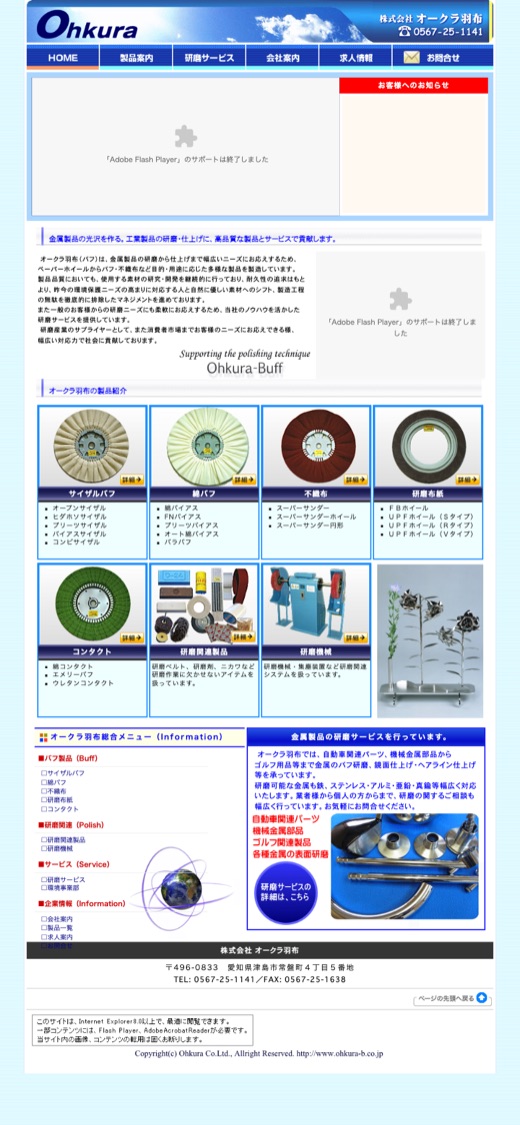 Ohkura
株式会社 オークラ羽布
☎0567-25-1141
HOME
製品案内
研磨サービス
会社案内
求人情報
お問合せ
お客様へのお知らせ
「Adobe Flash Player」のサポートは終了しました
金属製品の光沢を作る。工業製品の研磨・仕上げに、高品質な製品とサービスで貢献します。
オークラ羽布(バフ)は、金属製品の研磨から仕上げまで幅広いニーズにお応えするため、
ペーパーホイールからバフ・不織布など目的・用途に応じた多様な製品を製造しています。
製品品質においても、使用する素材の研究・開発を継続的に行っており、耐久性の追求はもと
より、昨今の環境保護ニーズの高まりに対応する人と自然に優しい素材へのシフト、製造工程
の無駄を徹底的に排除したマネジメントを進めております。
また一般のお客様からの研磨ニーズにも柔軟にお応えするため、当社のノウハウを活かした
研磨サービスを提供しています。
研磨産業のサプライヤーとして、また消費者市場までお客様のニーズにお応えできる様、
幅広い対応力で社会に貢献しております。
Supporting the polishing technique
Ohkura-Buff
「Adobe Flash Player」のサポートは終了しま
した
オークラ羽布の製品紹介
詳細
詳細
詳細
詳細
サイザルバフ
綿バフ
不織布
研磨布紙
オープンサイザル
ヒダホソサイザル
プリーツサイザル
バイアスサイザル
コンビサイザル
綿バイアス
FNバイアス
プリーツバイアス
オート綿バイアス
バラバフ
スーパーサンダー
スーパーサンダーホイール
スーパーサンダー円形
FBホイール
UPFホイール(Sタイプ)
UPFホイール(Rタイプ)
UPFホイール(Vタイプ)
詳細
詳細
詳細
コンタクト
研磨関連製品
研磨機械
綿コンタクト
エメリーバフ
ウレタンコンタクト
研磨ベルト、研磨剤、ニカワなど
研磨作業に欠かせないアイテムを
扱っています。
研磨機械・集塵装置など研磨関連
システムを扱っています。
オークラ羽布総合メニュー(Information)
■バフ製品(Buff)
□サイザルバフ
□綿バフ
□不織布
□研磨布紙
□コンタクト
■研磨関連(Polish)
□研磨関連製品
□研磨機械
■サービス(Service)
□研磨サービス
□環境事業部
■企業情報(Information)
□会社案内
□製品一覧
□求人案内
□お問合せ
金属製品の研磨サービスを行っています。
オークラ羽布では、自動車関連パーツ、機械金属部品から
ゴルフ用品等まで金属のバフ研磨、鏡面仕上げ・ヘアライン仕上げ
等を承っています。
研磨可能な金属も鉄、ステンレス・アルミ・亜鉛・真鍮等幅広く対応
いたします。業者様から個人の方からまで、研磨の関するご相談も
幅広く行っています。お気軽にお問合せください。
自動車関連パーツ
機械金属部品
ゴルフ関連製品
各種金属の表面研磨
研磨サービスの
詳細は、こちら
株式会社 オークラ羽布
〒496-0833 愛知県津島市常盤町4丁目5番地
TEL: 0567-25-1141/FAX: 0567-25-1638
ページの先頭へ戻る
このサイトは、Internet Explorer8.0以上で、最適に閲覧できます。
一部コンテンツには、Flash Player、AdobeAcrobatReaderが必要です。
当サイト内の画像、コンテンツの転用は固くお断りします。
Copyright(c) Ohkura Co.Ltd., Allright Reserved. http://www.ohkura-b.co.jp